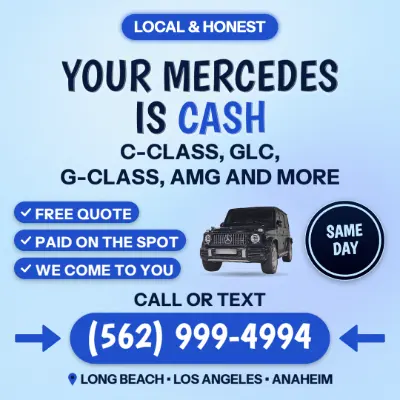 LOCAL & HONEST
YOUR MERCEDES
IS CASH
C-CLASS, GLC,
G-CLASS, AMG AND MORE
FREE QUOTE
PAID ON THE SPOT
WE COME TO YOU
SAME
DAY
CALL OR TEXT
(562) 999-4994
LONG BEACH • LOS ANGELES • ANAHEIM